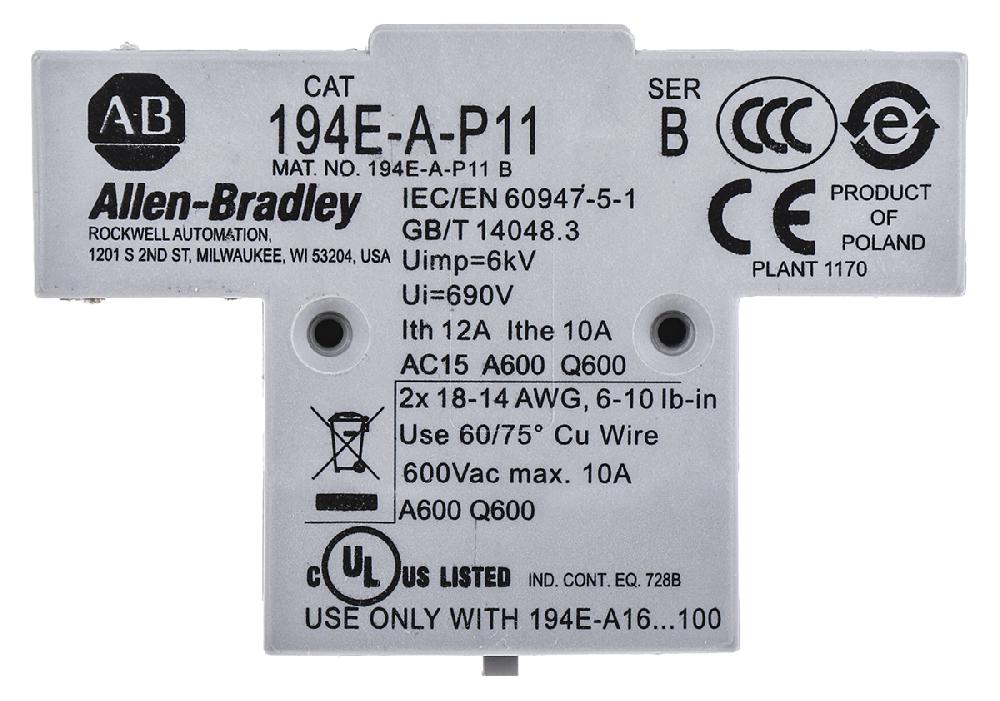 AB
Allen-Bradley
ROCKWELL AUTOMATION,
1201 S 2ND ST, MILWAUKEE, WI 53204, USA
CAT
194E-A-P11
MAT. NO. 194E-A-P11 B
SER
B
CCC
e
CE
PRODUCT
OF
POLAND
PLANT 1170
IEC/EN 60947-5-1
GB/T 14048.3
Uimp=6kV
Ui=690V
Ith 12A Ithe 10A
AC15 A600 Q600
2x 18-14 AWG, 6-10 lb-in
Use 60/75° Cu Wire
600Vac max. 10A
A600 Q600
C UL US LISTED IND. CONT. EQ. 728B
USE ONLY WITH 194E-A16...100